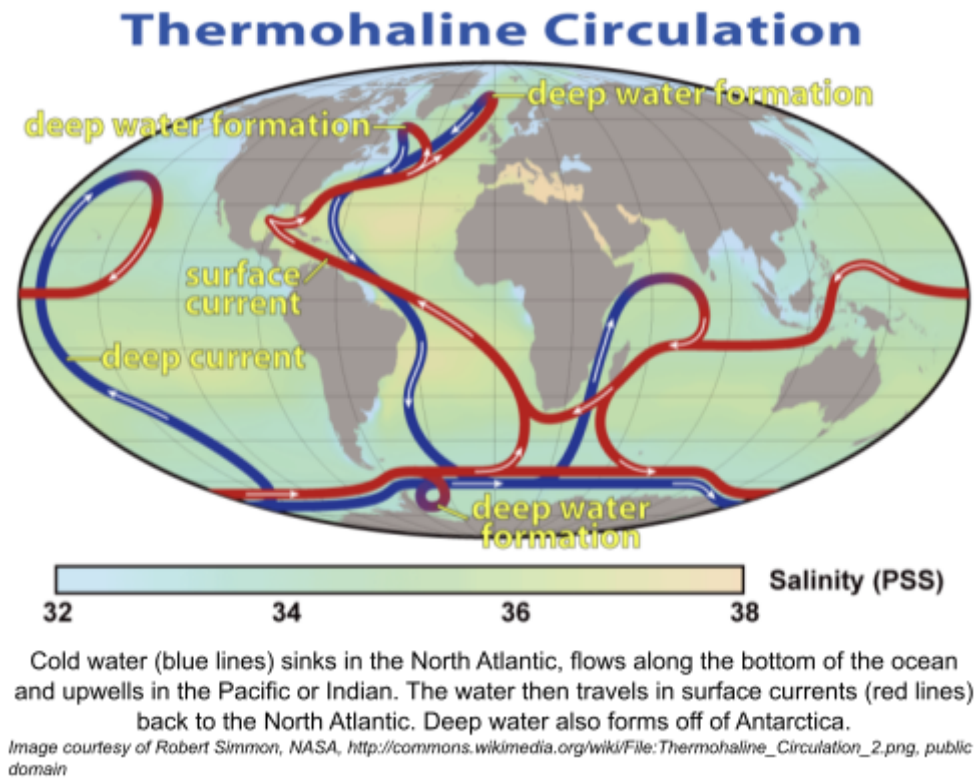 Thermohaline Circulation
deep water formation
deep water formation
surface
current
deep current
deep water
formation
Salinity (PSS)
32 34 36 38
Cold water (blue lines) sinks in the North Atlantic, flows along the bottom of the ocean
and upwells in the Pacific or Indian. The water then travels in surface currents (red lines)
back to the North Atlantic. Deep water also forms off of Antarctica.
Image courtesy of Robert Simmon, NASA, http://commons.wikimedia.org/wiki/File:Thermohaline_Circulation_2.png, public
domain